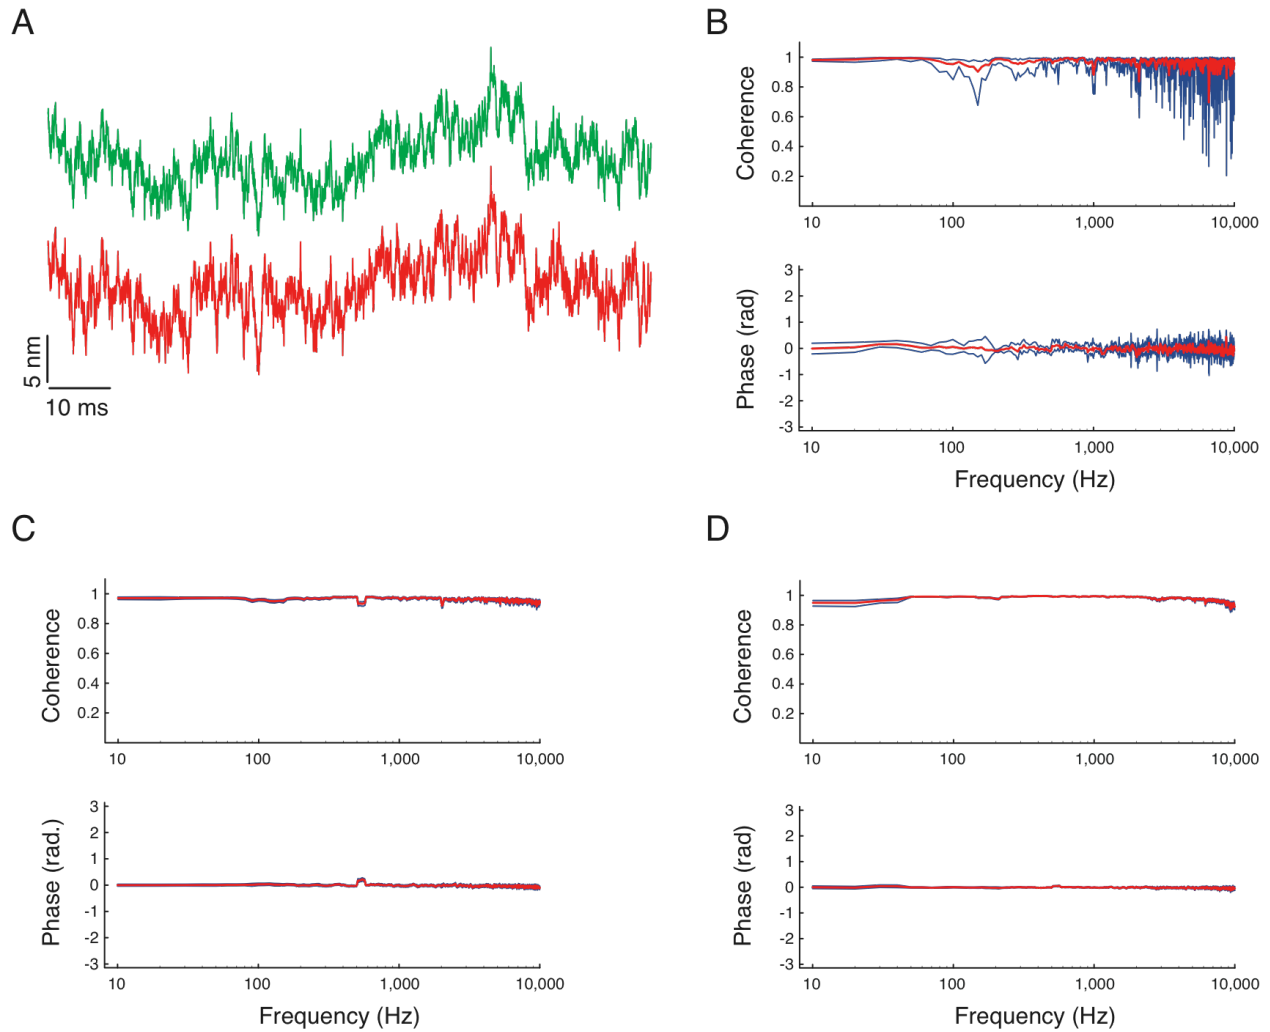 A
5 nm
10 ms
B
Coherence
1
0.8
0.6
0.4
0.2
10 100 1,000 10,000
Phase (rad)
3
2
1
0
-1
-2
-3
10 100 1,000 10,000
Frequency (Hz)
C
Coherence
1
0.8
0.6
0.4
0.2
10 100 1,000 10,000
Phase (rad.)
3
2
1
0
-1
-2
-3
10 100 1,000 10,000
Frequency (Hz)
D
Coherence
1
0.8
0.6
0.4
0.2
10 100 1,000 10,000
Phase (rad)
3
2
1
0
-1
-2
-3
10 100 1,000 10,000
Frequency (Hz)